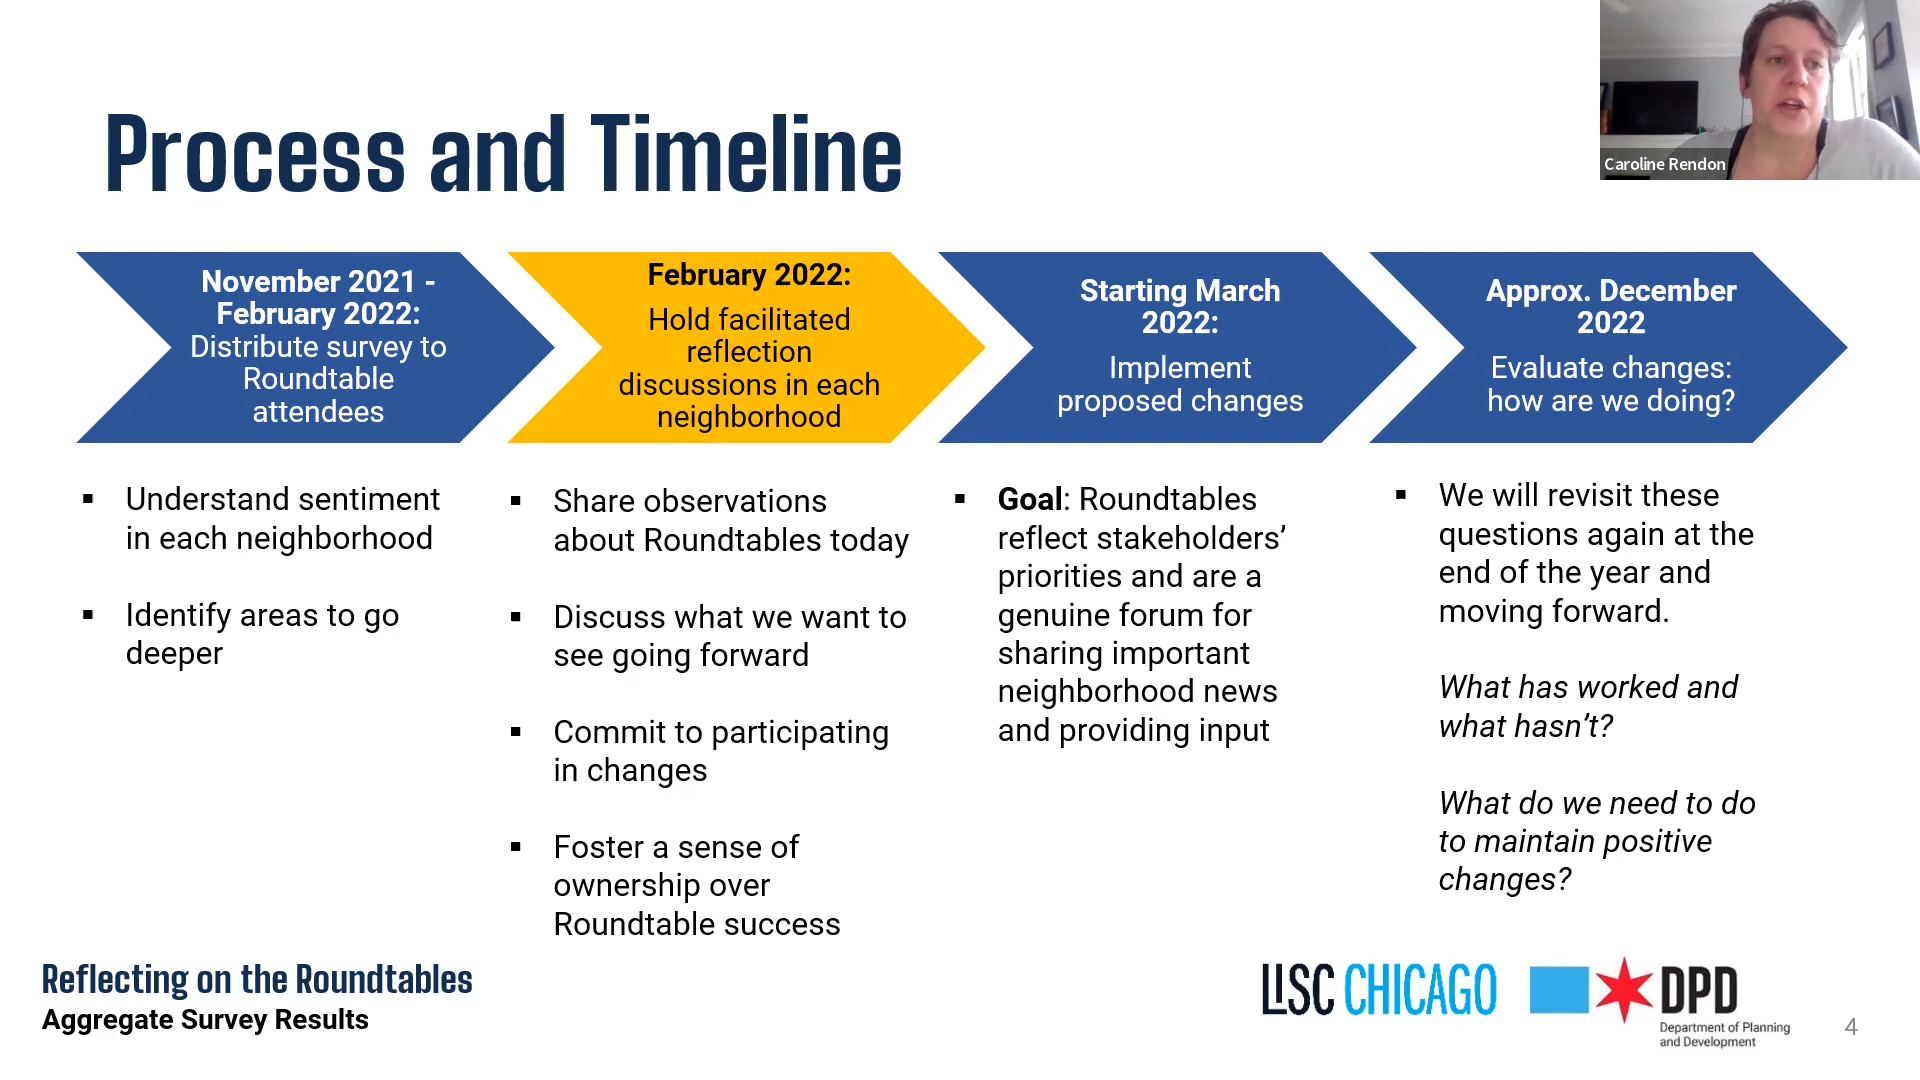 Process and Timeline
Caroline Rendon
November 2021 -
February 2022:
Distribute survey to
Roundtable
attendees
February 2022:
Hold facilitated
reflection
discussions in each
neighborhood
Starting March
2022:
Implement
proposed changes
Approx. December
2022
Evaluate changes:
how are we doing?
▪ Understand sentiment
in each neighborhood
▪ Identify areas to go
deeper
▪ Share observations
about Roundtables today
▪ Discuss what we want to
see going forward
▪ Commit to participating
in changes
▪ Foster a sense of
ownership over
Roundtable success
▪ Goal: Roundtables
reflect stakeholders’
priorities and are a
genuine forum for
sharing important
neighborhood news
and providing input
▪ We will revisit these
questions again at the
end of the year and
moving forward.
What has worked and
what hasn’t?
What do we need to do
to maintain positive
changes?
Reflecting on the Roundtables
Aggregate Survey Results
LISC CHICAGO
DPD
Department of Planning
and Development
4